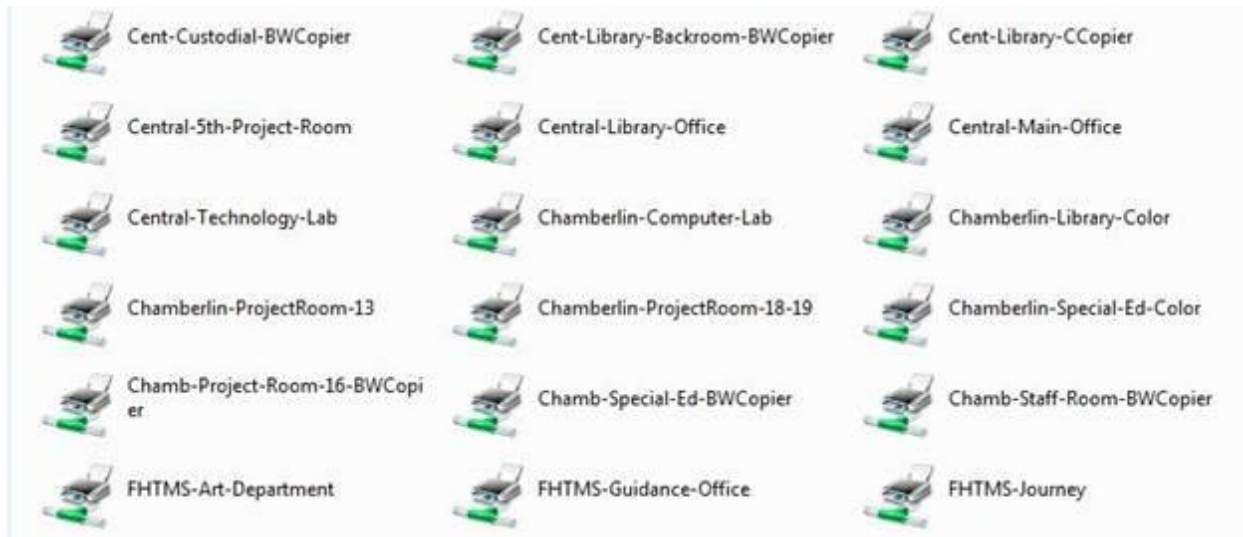 Cent-Custodial-BWCopier
Cent-Library-Backroom-BWCopier
Cent-Library-CCopier
Central-5th-Project-Room
Central-Library-Office
Central-Main-Office
Central-Technology-Lab
Chamberlin-Computer-Lab
Chamberlin-Library-Color
Chamberlin-ProjectRoom-13
Chamberlin-ProjectRoom-18-19
Chamberlin-Special-Ed-Color
Chamb-Project-Room-16-BWCopi
er
Chamb-Special-Ed-BWCopier
Chamb-Staff-Room-BWCopier
FHTMS-Art-Department
FHTMS-Guidance-Office
FHTMS-Journey